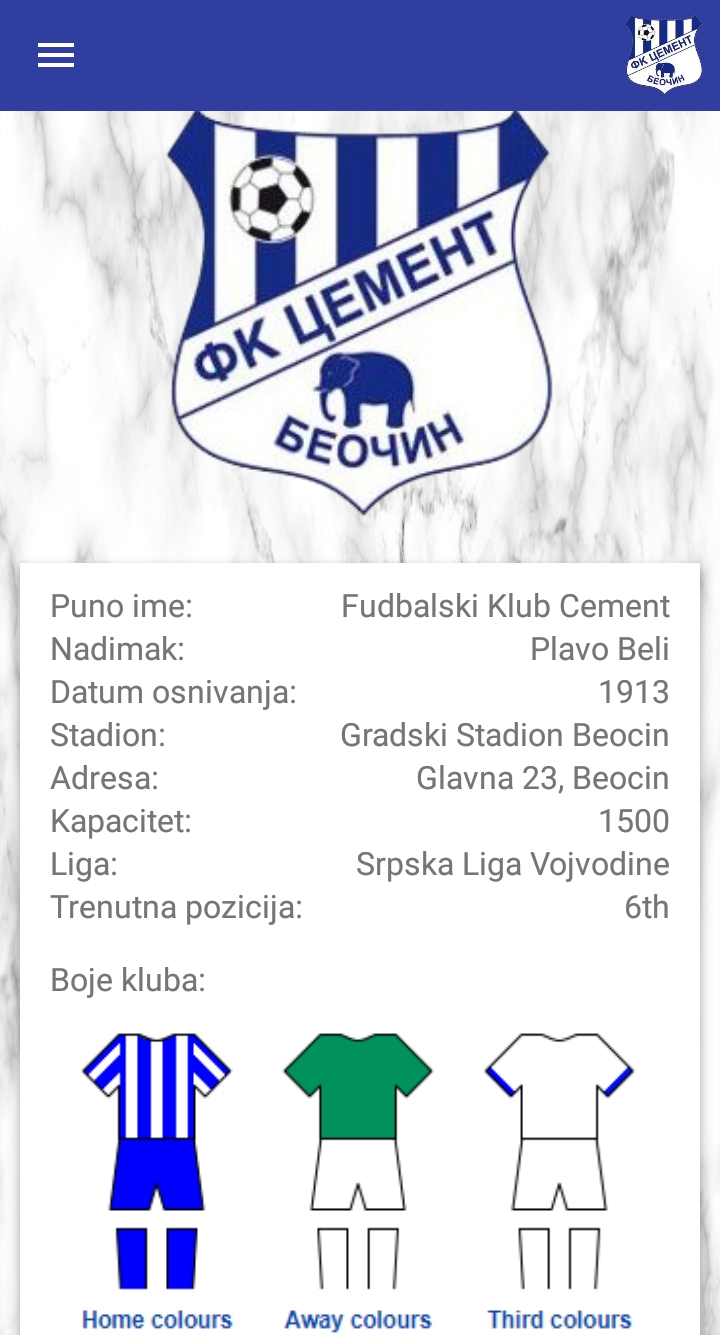 ФК ЦЕМЕНТ
БЕОЧИН
ФК ЦЕМЕНТ
БЕОЧИН
Puno ime: Fudbalski Klub Cement
Nadimak: Plavo Beli
Datum osnivanja: 1913
Stadion: Gradski Stadion Beocin
Adresa: Glavna 23, Beocin
Kapacitet: 1500
Liga: Srpska Liga Vojvodine
Trenutna pozicija: 6th
Boje kluba:
Home colours Away colours Third colours